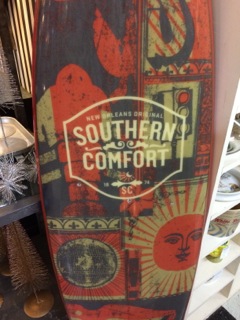 NEW ORLEANS ORIGINAL
SOUTHERN
COMFORT
SC